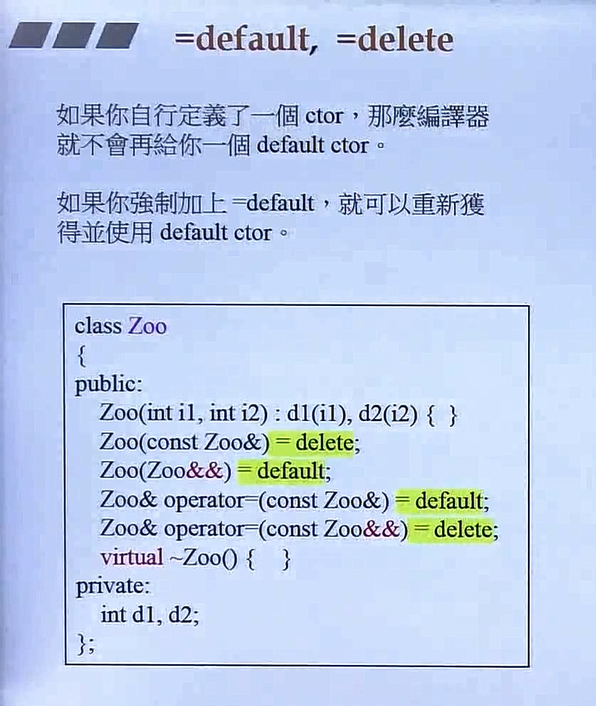 =default, =delete
如果你自行定義了一個 ctor，那麼編譯器
就不會再給你一個 default ctor。
如果你強制加上 =default，就可以重新獲
得並使用 default ctor。
class Zoo
{
public:
Zoo(int i1, int i2) : d1(i1), d2(i2) { }
Zoo(const Zoo&) = delete;
Zoo(Zoo&&) = default;
Zoo& operator=(const Zoo&) = default;
Zoo& operator=(const Zoo&&) = delete;
virtual ~Zoo() { }
private:
int d1, d2;
};